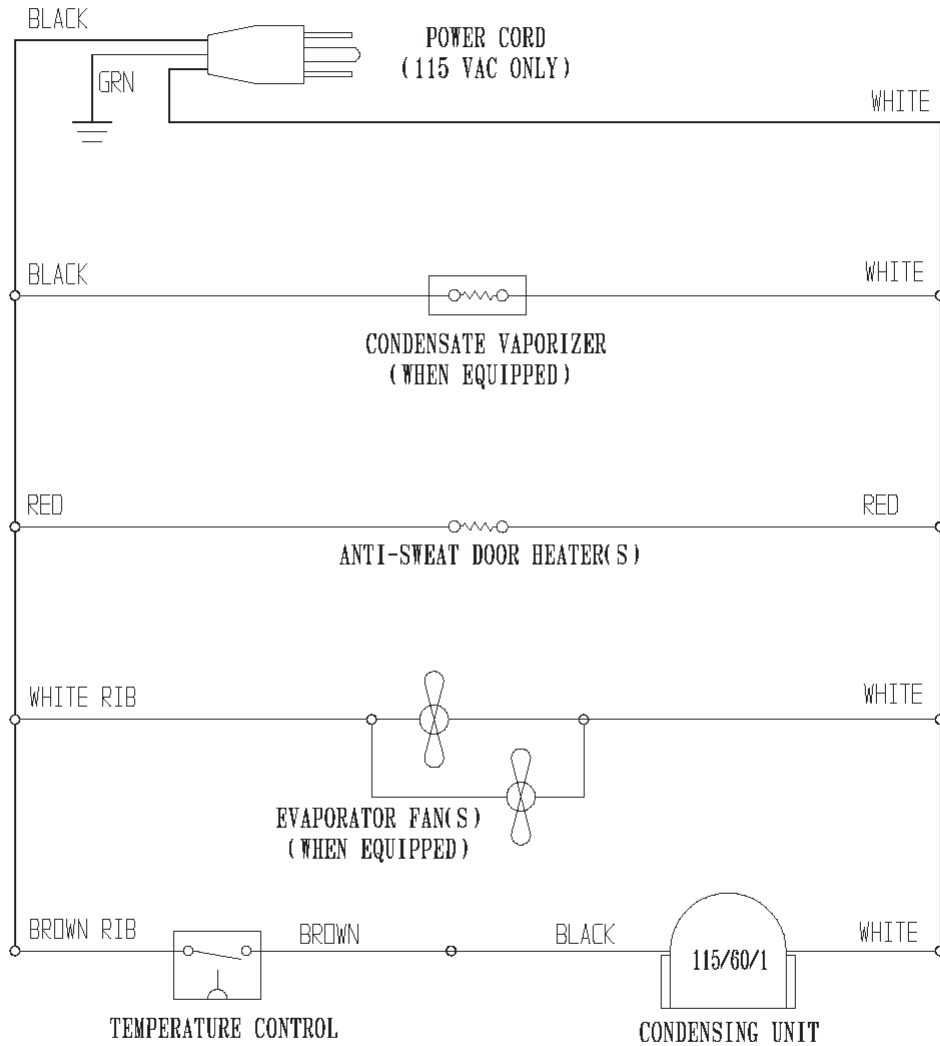 BLACK
POWER CORD
(115 VAC ONLY)
GRN
WHITE
BLACK
WHITE
CONDENSATE VAPORIZER
(WHEN EQUIPPED)
RED
RED
ANTI-SWEAT DOOR HEATER(S)
WHITE RIB
WHITE
EVAPORATOR FAN(S)
(WHEN EQUIPPED)
BROWN RIB
BROWN
BLACK
WHITE
115/60/1
TEMPERATURE CONTROL
CONDENSING UNIT